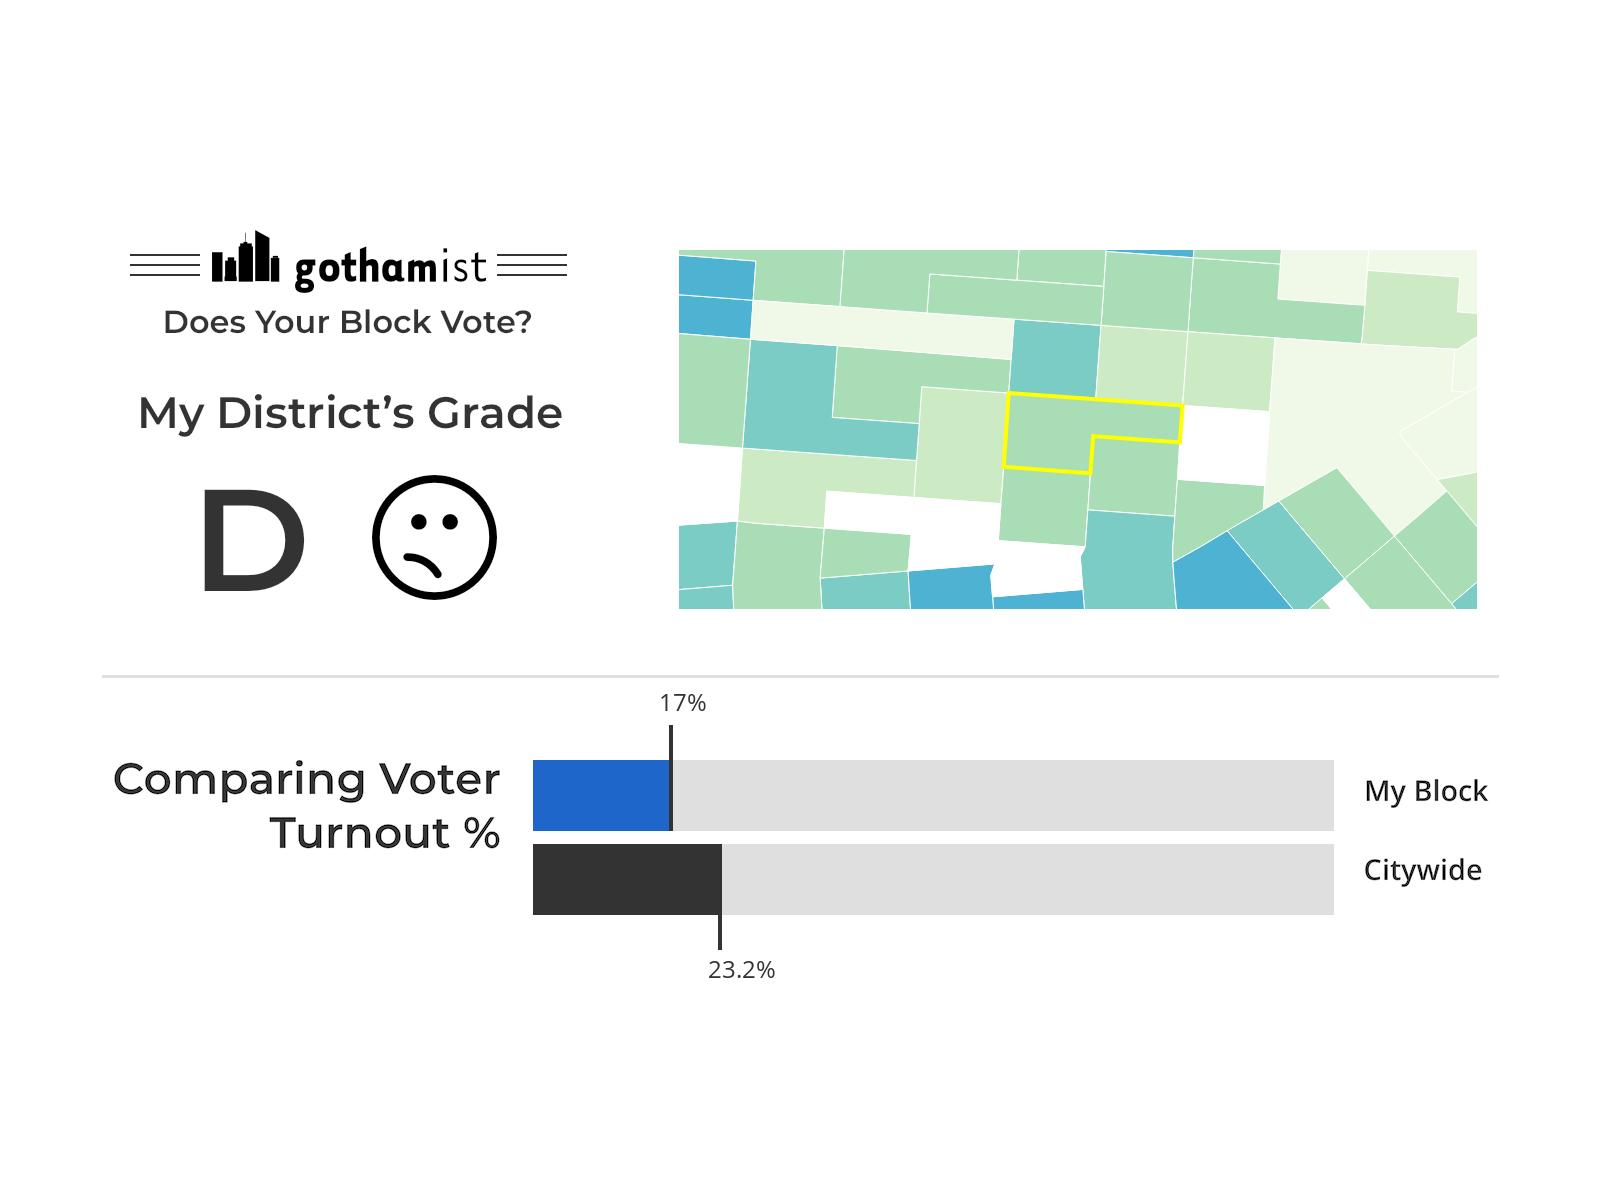 gothamist
Does Your Block Vote?
My District's Grade
D
17%
Comparing Voter
Turnout %
My Block
Citywide
23.2%